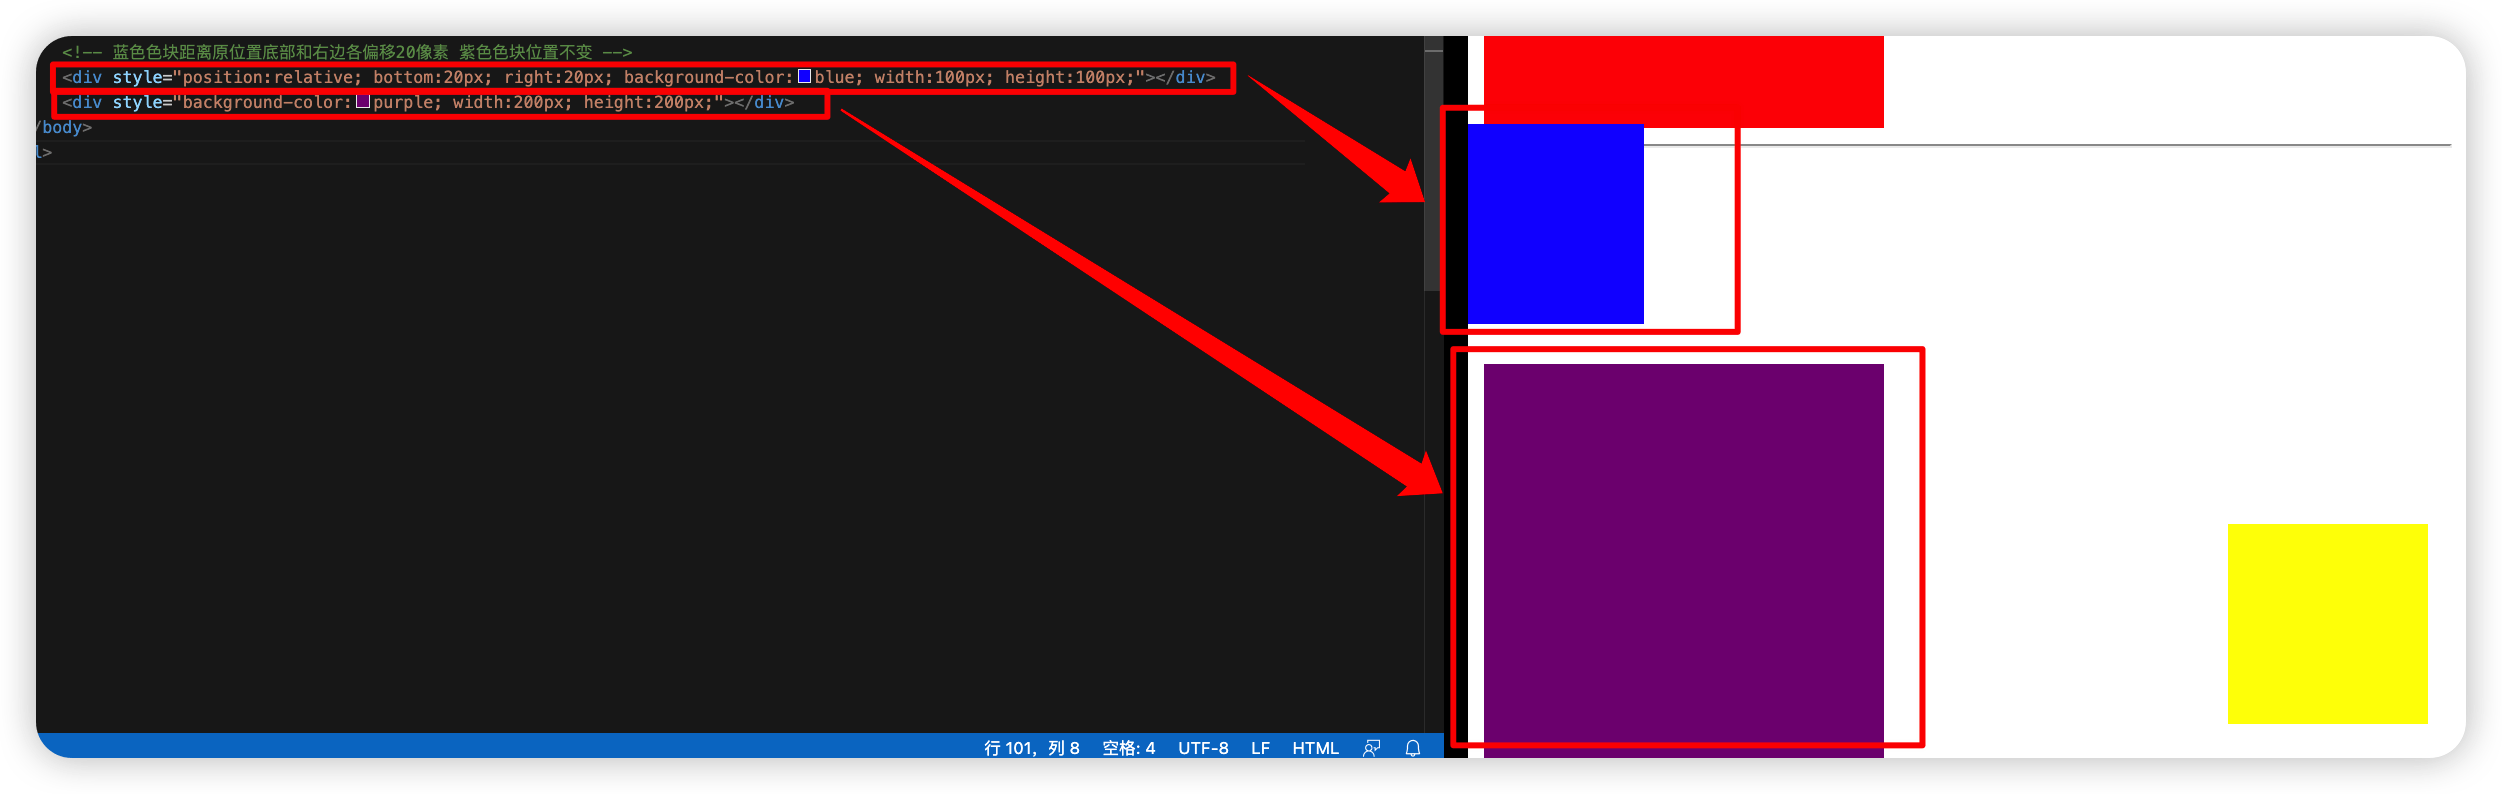 <!-- 蓝色色块距离原位置底部和右边各偏移20像素 紫色色块位置不变 -->
<div style="position:relative; bottom:20px; right:20px; background-color:blue; width:100px; height:100px;"></div>
<div style="background-color:purple; width:200px; height:200px;"></div>
/body>
l>
行 101，列 8 空格: 4 UTF-8 LF HTML